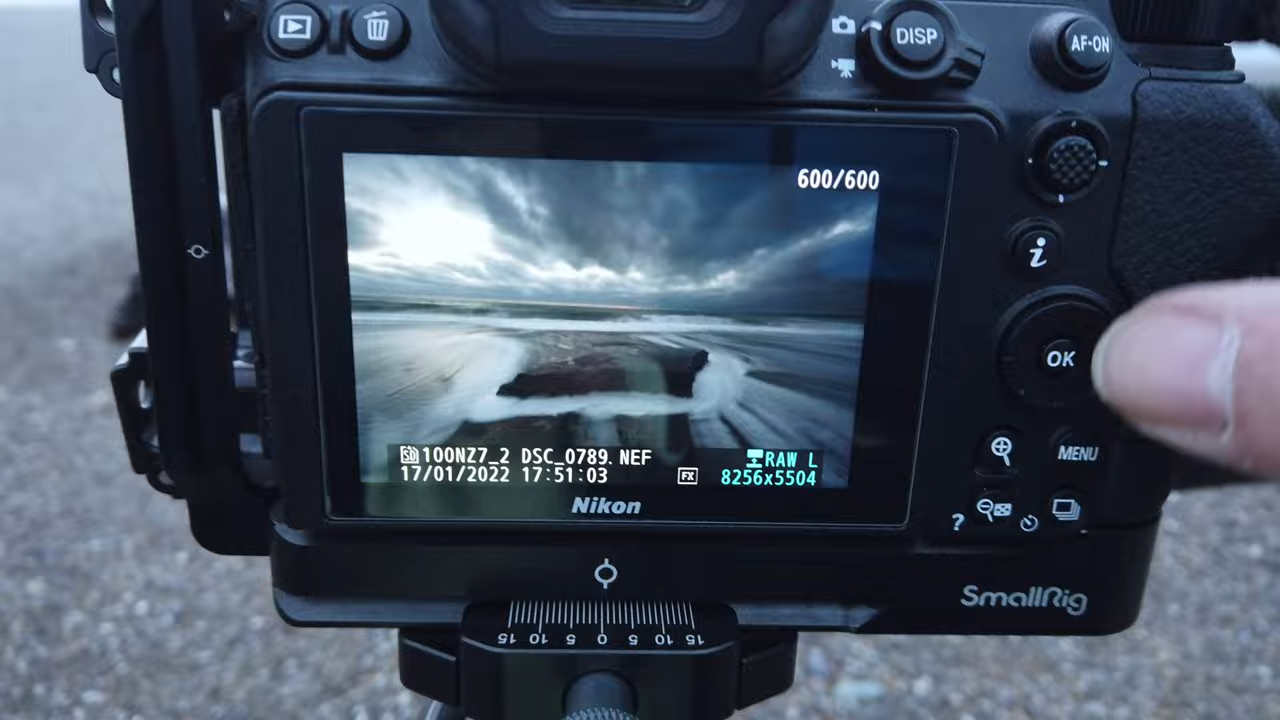 DISP
AF-ON
600/600
i
OK
100NZ7_2 DSC_0789.NEF
RAW L
17/01/2022 17:51:03
FX
8256x5504
MENU
Nikon
?
SmallRig
15 10 5 0 5 10 15